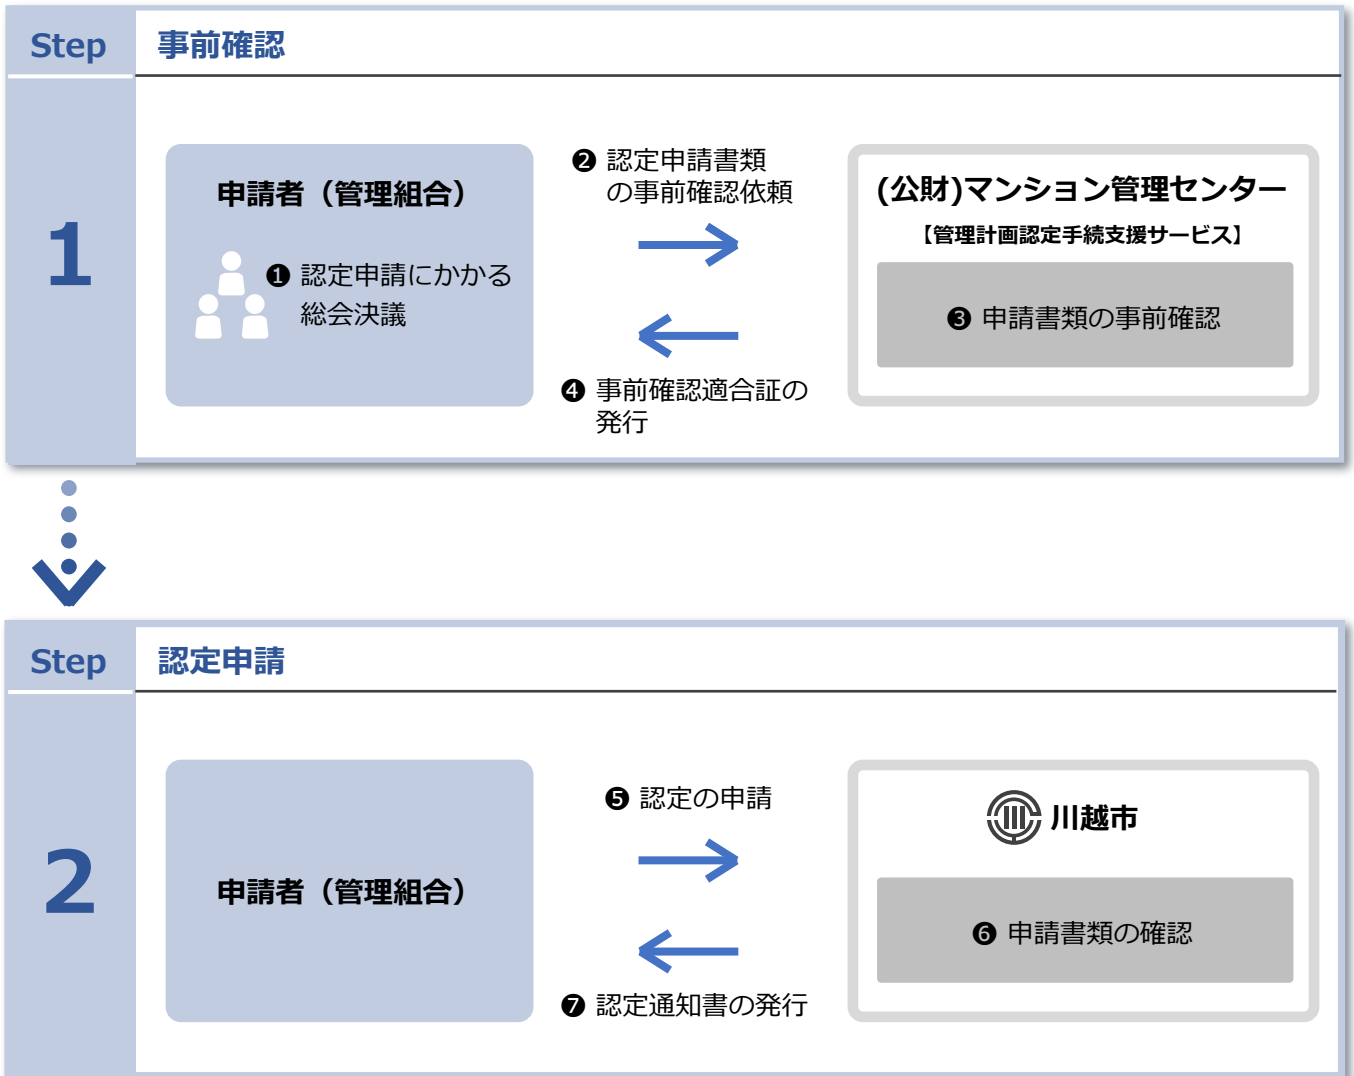 Step
事前確認
1
申請者（管理組合）
❶ 認定申請にかかる
総会決議
❷ 認定申請書類
の事前確認依頼
❹ 事前確認適合証の
発行
(公財)マンション管理センター
【管理計画認定手続支援サービス】
❸ 申請書類の事前確認
Step
認定申請
2
申請者（管理組合）
❺ 認定の申請
❼ 認定通知書の発行
川越市
❻ 申請書類の確認